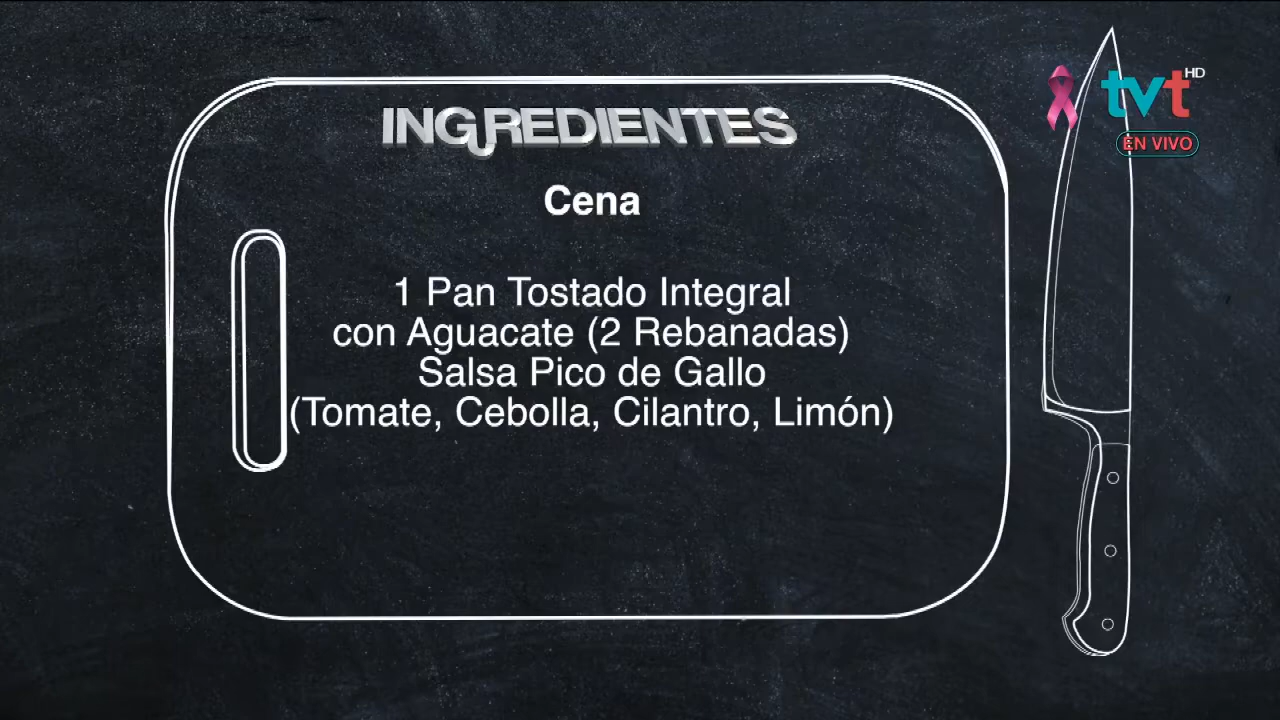 tvt HD
EN VIVO
INGREDIENTES
Cena
1 Pan Tostado Integral
con Aguacate (2 Rebanadas)
Salsa Pico de Gallo
(Tomate, Cebolla, Cilantro, Limón)